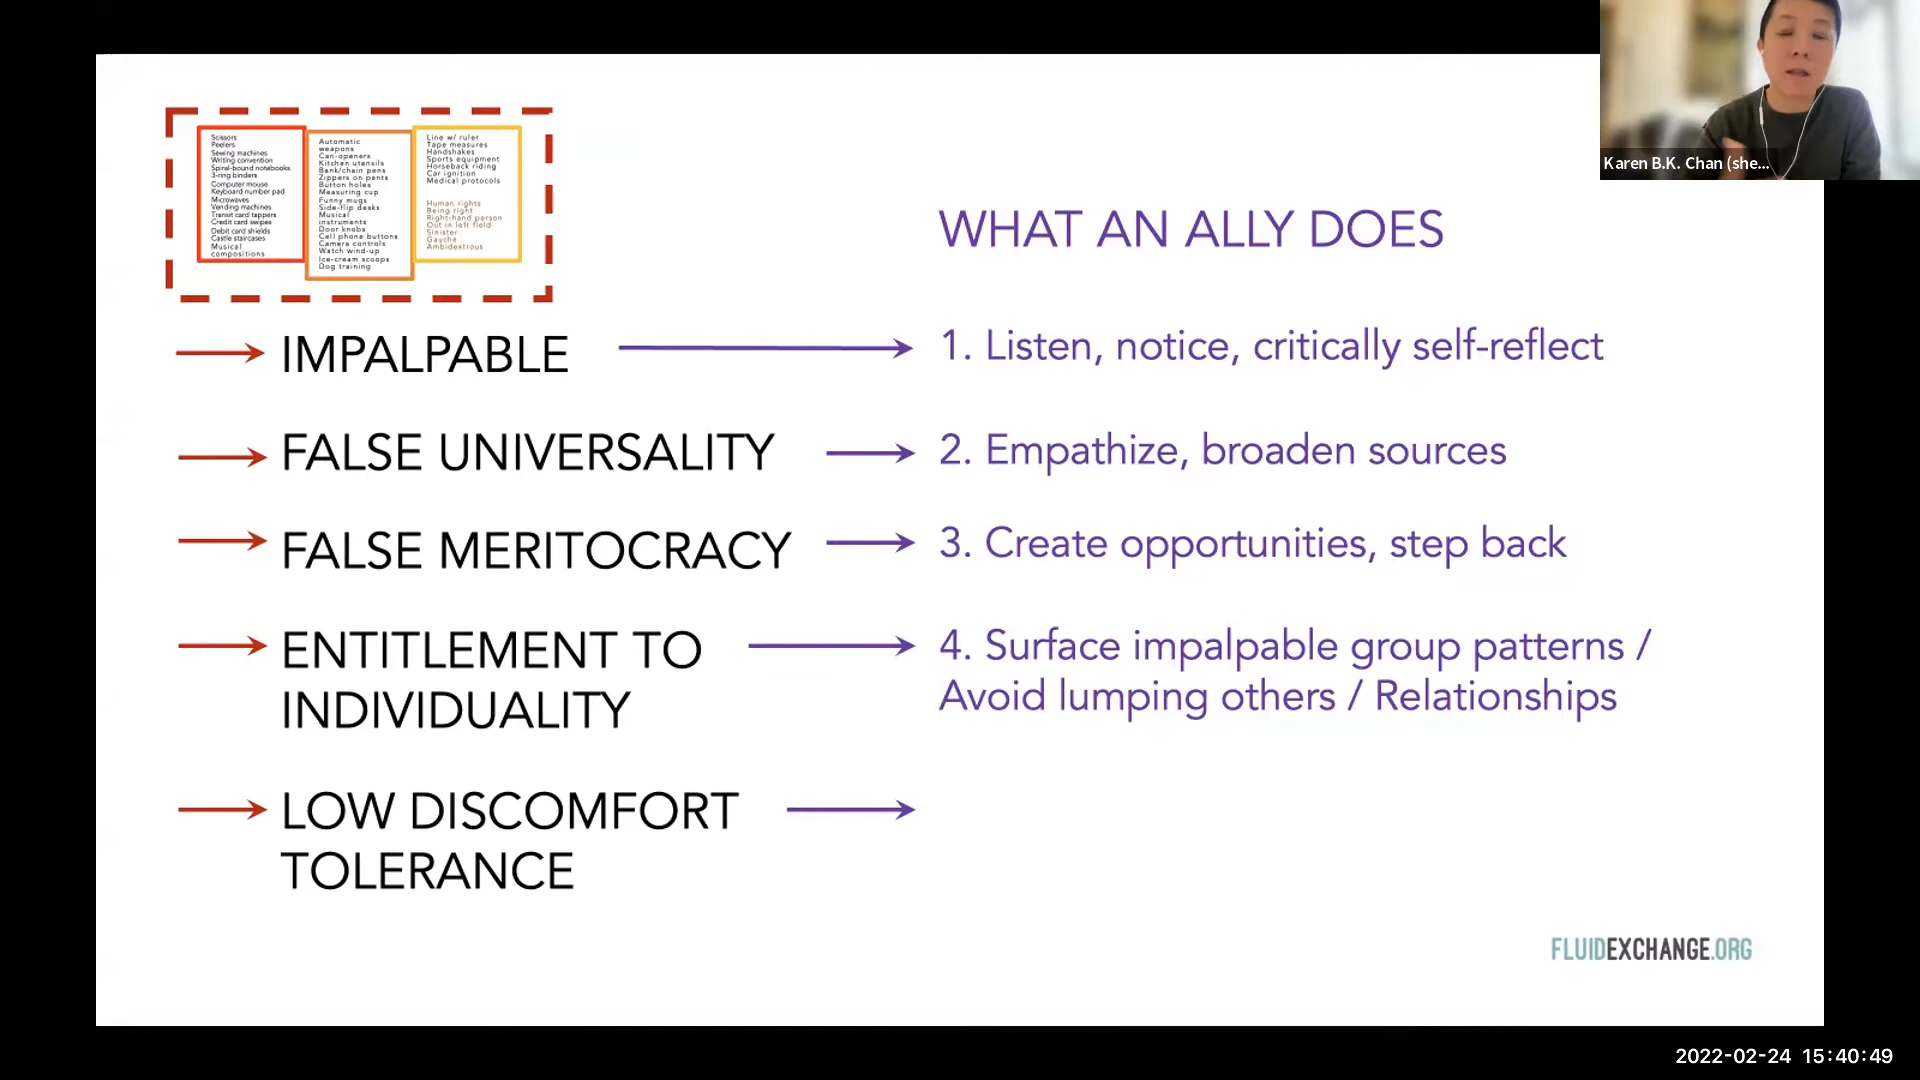 Karen B.K. Chan (she...
Scissors
Peelers
Sewing machines
Writing convention
Spiral-bound notebooks
3-ring binders
Computer mouse
Keyboard number pad
Microwaves
Vending machines
Transit card tappers
Credit card swipes
Debit card shields
Castle staircases
Musical
compositions
Automatic
weapons
Can-openers
Kitchen utensils
Bank/chain pens
Zippers on pants
Button holes
Measuring cup
Funny mugs
Side-flip desks
Musical
instruments
Door knobs
Cell phone buttons
Camera controls
Watch wind-up
Ice-cream scoops
Dog training
Line w/ ruler
Tape measures
Handshakes
Sports equipment
Horseback riding
Car ignition
Medical protocols
Human rights
Being right
Right-hand person
Out in left field
Sinister
Gauche
Ambidextrous
WHAT AN ALLY DOES
IMPALPABLE
1. Listen, notice, critically self-reflect
FALSE UNIVERSALITY
2. Empathize, broaden sources
FALSE MERITOCRACY
3. Create opportunities, step back
ENTITLEMENT TO
INDIVIDUALITY
4. Surface impalpable group patterns /
Avoid lumping others / Relationships
LOW DISCOMFORT
TOLERANCE
FLUIDEXCHANGE.ORG
2022-02-24 15:40:49